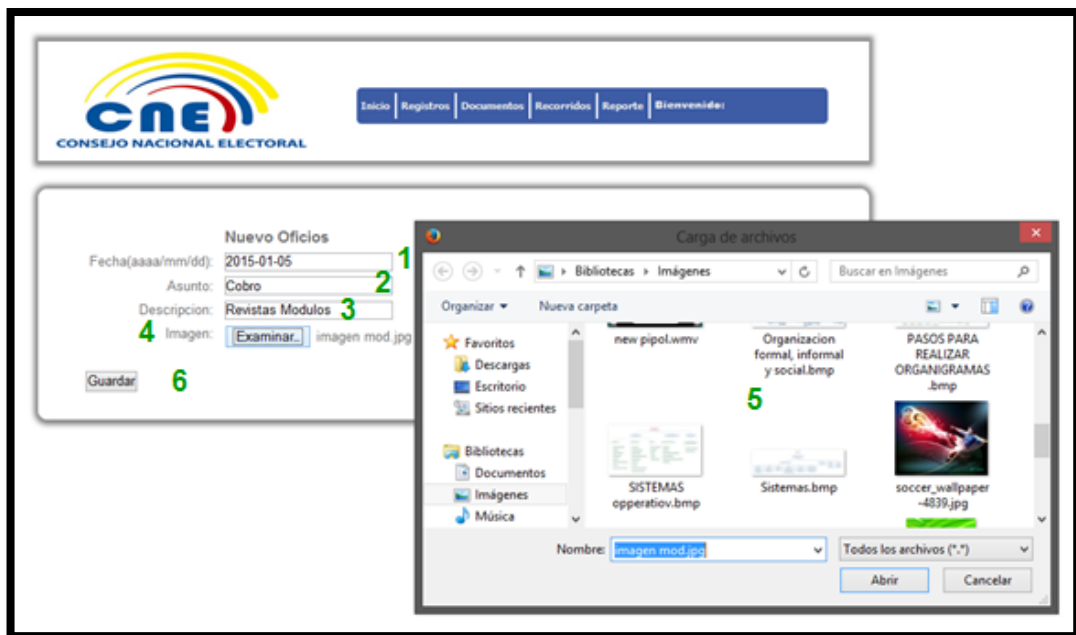 CNE
CONSEJO NACIONAL ELECTORAL
Inicio Registros Documentos Recorridos Reporte Bienvenido:
Nuevo Oficios
Fecha(aaaa/mm/dd): 2015-01-05 1
Asunto: Cobro 2
Descripcion: Revistas Modulos 3
4 Imagen: Examinar.. imagen mod.jpg
Guardar 6
Carga de archivos
Bibliotecas Imágenes Buscar en Imágenes
Organizar Nueva carpeta
Favoritos
Descargas
Escritorio
Sitios recientes
Bibliotecas
Documentos
Imágenes
Música
new pipol.wmv
Organizacion
formal, informal
y social.bmp
PASOS PARA
REALIZAR
ORGANIGRAMAS
.bmp
5
SISTEMAS
opperatiov.bmp
Sistemas.bmp
soccer_wallpaper
-4839.jpg
Nombre: imagen mod.jpg Todos los archivos (*.*)
Abrir Cancelar